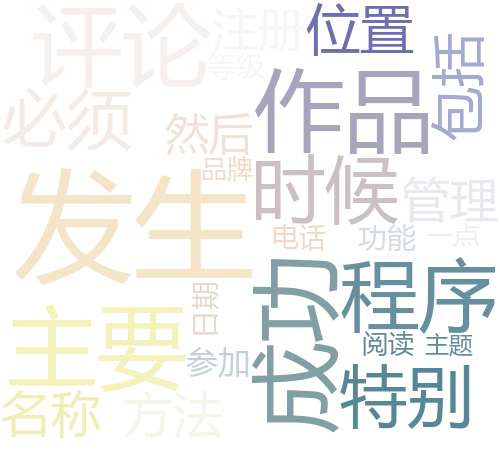 评论
注册
位置
等级
包括
必须
然后
作品
品牌
时候
发生
管理
电话
功能
一点
成功
程序
日期
主要
阅读
主题
参加
特别
名称
方法